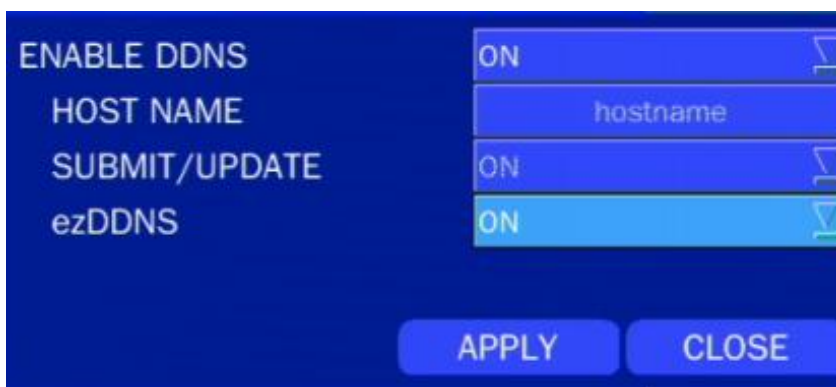 ENABLE DDNS ON
HOST NAME hostname
SUBMIT/UPDATE ON
ezDDNS ON
APPLY CLOSE